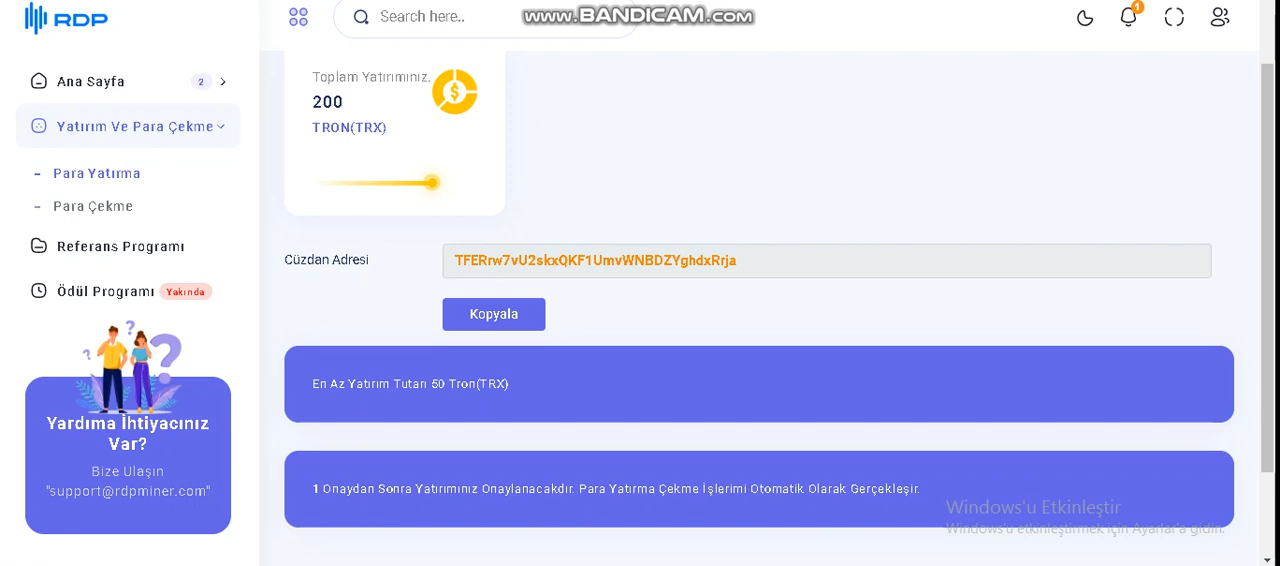 RDP
Search here..
www.BANDICAM.com
1
Ana Sayfa
2
Yatırım Ve Para Çekme
- Para Yatırma
- Para Çekme
Referans Programı
Ödül Programı
Yakında
Yardıma İhtiyacınız
Var?
Bize Ulaşın
"support@rdpminer.com"
Toplam Yatırımınız.
200
TRON(TRX)
Cüzdan Adresi
TFERrw7vU2skxQKF1UmvWNBDZYghdxRrja
Kopyala
En Az Yatırım Tutarı 50 Tron(TRX)
1 Onaydan Sonra Yatırımınız Onaylanacakdır. Para Yatırma Çekme İşlerimi Otomatik Olarak Gerçekleşir.
Windows'u Etkinleştir
Windows'u etkinleştirmek için Ayarlar'a gidin.